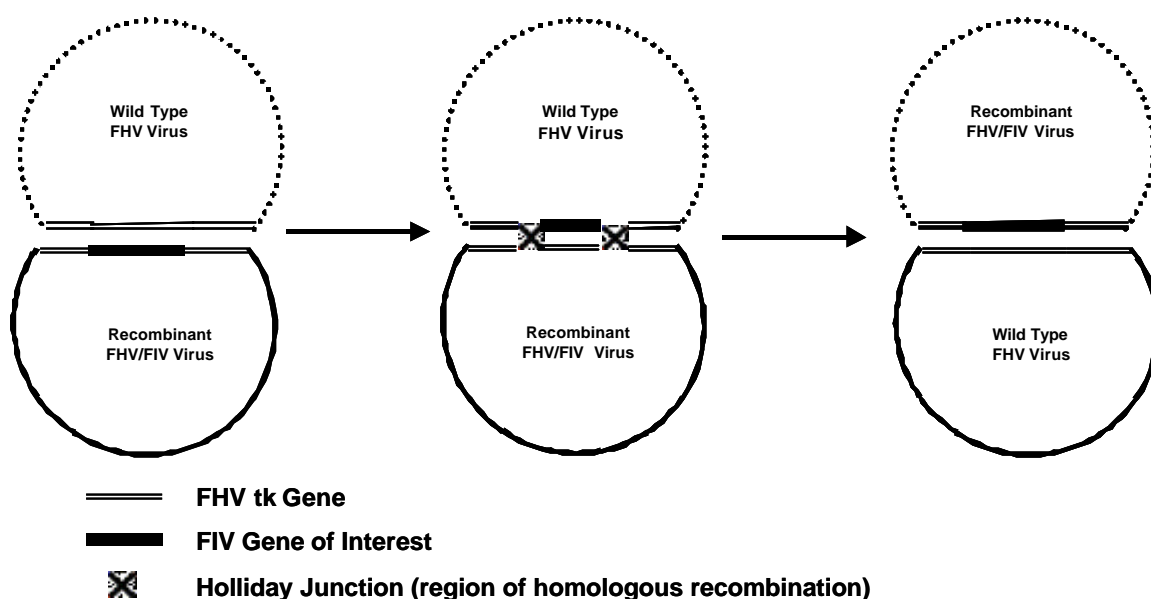 Wild Type
FHV Virus
Wild Type
FHV Virus
Recombinant
FHV/FIV Virus
Recombinant
FHV/FIV Virus
Recombinant
FHV/FIV Virus
Wild Type
FHV Virus
FHV tk Gene
FIV Gene of Interest
Holliday Junction (region of homologous recombination)